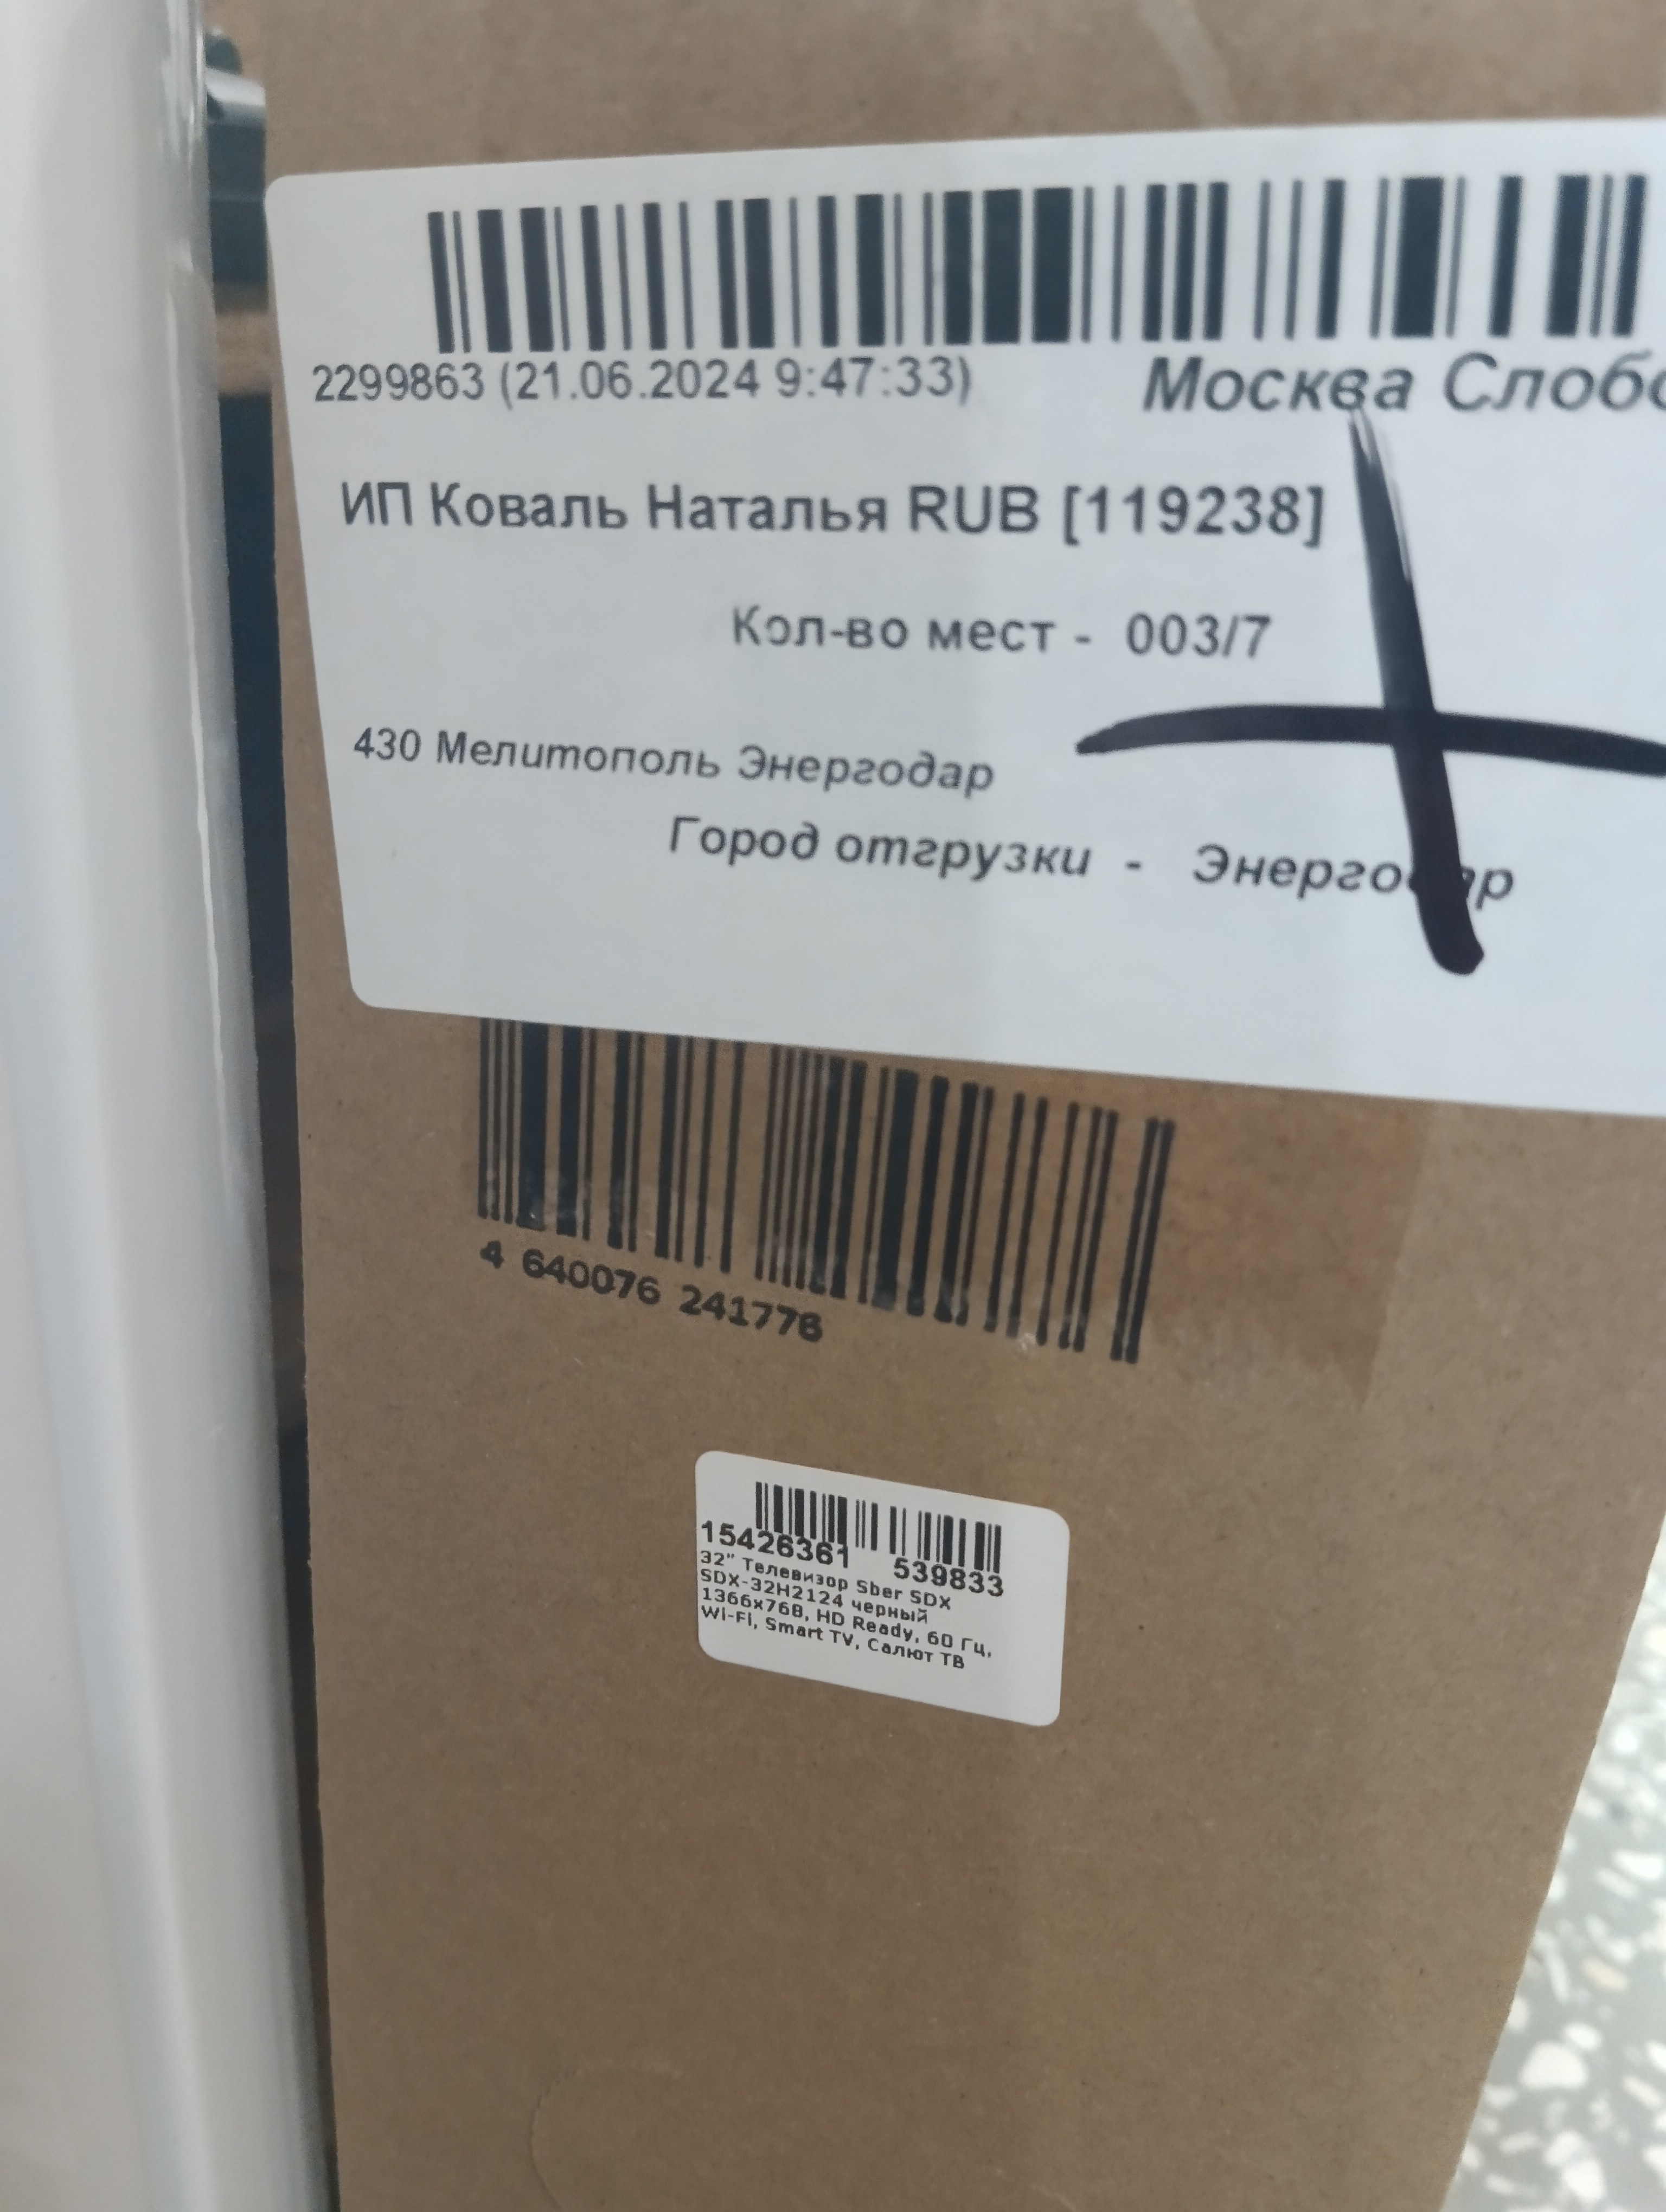 2299863 (21.06.2024 9:47:33) Москва
ИП Коваль Наталья RUB [119238]
Кол-во мест - 003/7
430 Мелитополь Энергодар
Город отгрузки - Энергодар
4 640076 241776
15426361 539833
32" Телевизор Sber SDX
SDX-32H2124 черный
1366x768, HD Ready, 60 Гц,
Wi-Fi, Smart TV, Салют ТВ